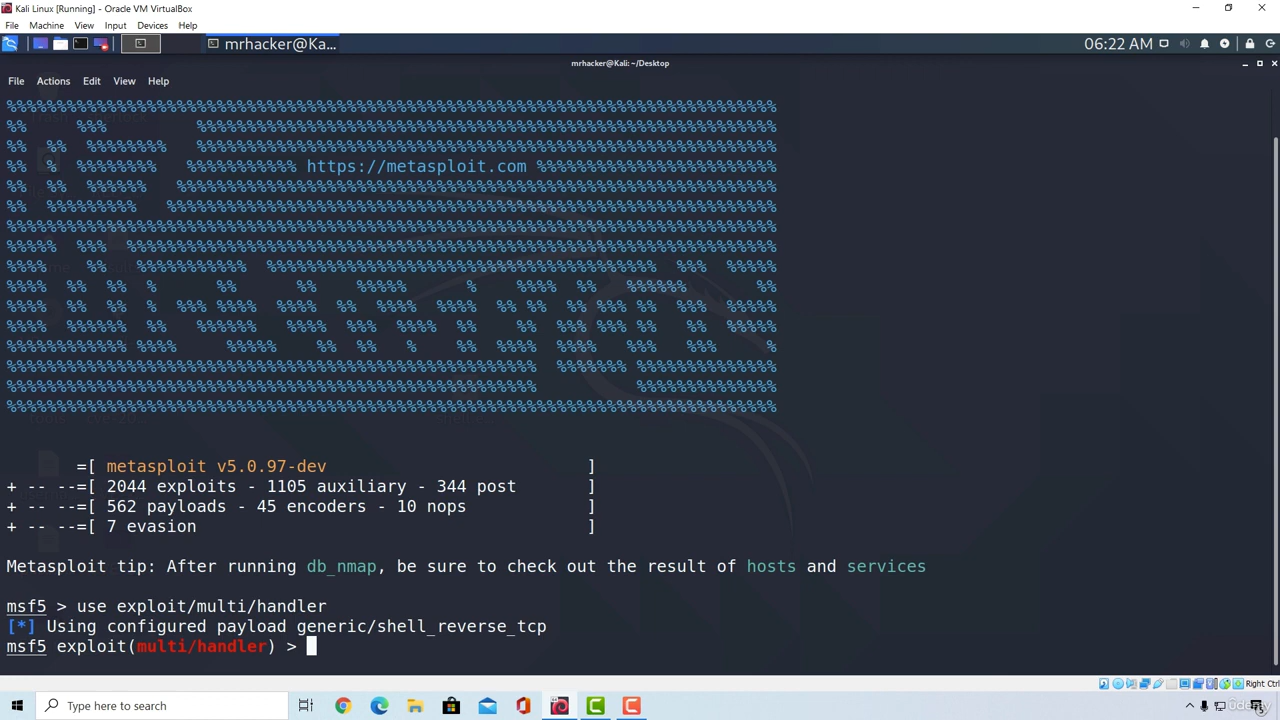 Kali Linux [Running] - Oracle VM VirtualBox
File Machine View Input Devices Help
mrhacker@Ka... 06:22 AM
mrhacker@Kali: ~/Desktop
File Actions Edit View Help
https://metasploit.com
=[ metasploit v5.0.97-dev ]
+ -- --=[ 2044 exploits - 1105 auxiliary - 344 post ]
+ -- --=[ 562 payloads - 45 encoders - 10 nops ]
+ -- --=[ 7 evasion ]
Metasploit tip: After running db_nmap, be sure to check out the result of hosts and services
msf5 > use exploit/multi/handler
[*] Using configured payload generic/shell_reverse_tcp
msf5 exploit(multi/handler) >
Right Ctrl
Type here to search